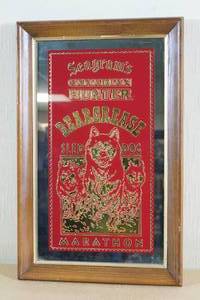 Seagram's
CANADIAN
HUNTER
BEARGREASE
SLED DOG
MARATHON